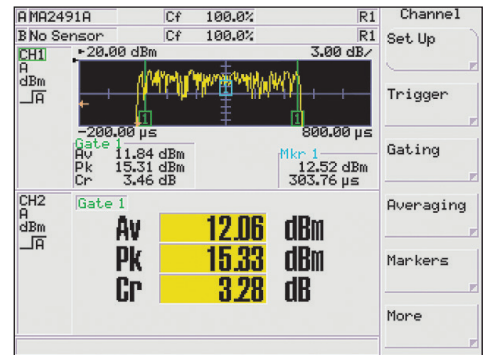 A MA2491A Cf 100.0% R1
B No Sensor Cf 100.0% R1
CH1
A
dBm
20.00 dBm 3.00 dB/
1
1
1
-200.00 µs 800.00 µs
Gate 1
Av 11.84 dBm
Pk 15.31 dBm
Cr 3.46 dB
Mkr 1
12.52 dBm
303.76 µs
CH2
A
dBm
Gate 1
Av 12.06 dBm
Pk 15.33 dBm
Cr 3.28 dB
Channel
Set Up
Trigger
Gating
Averaging
Markers
More